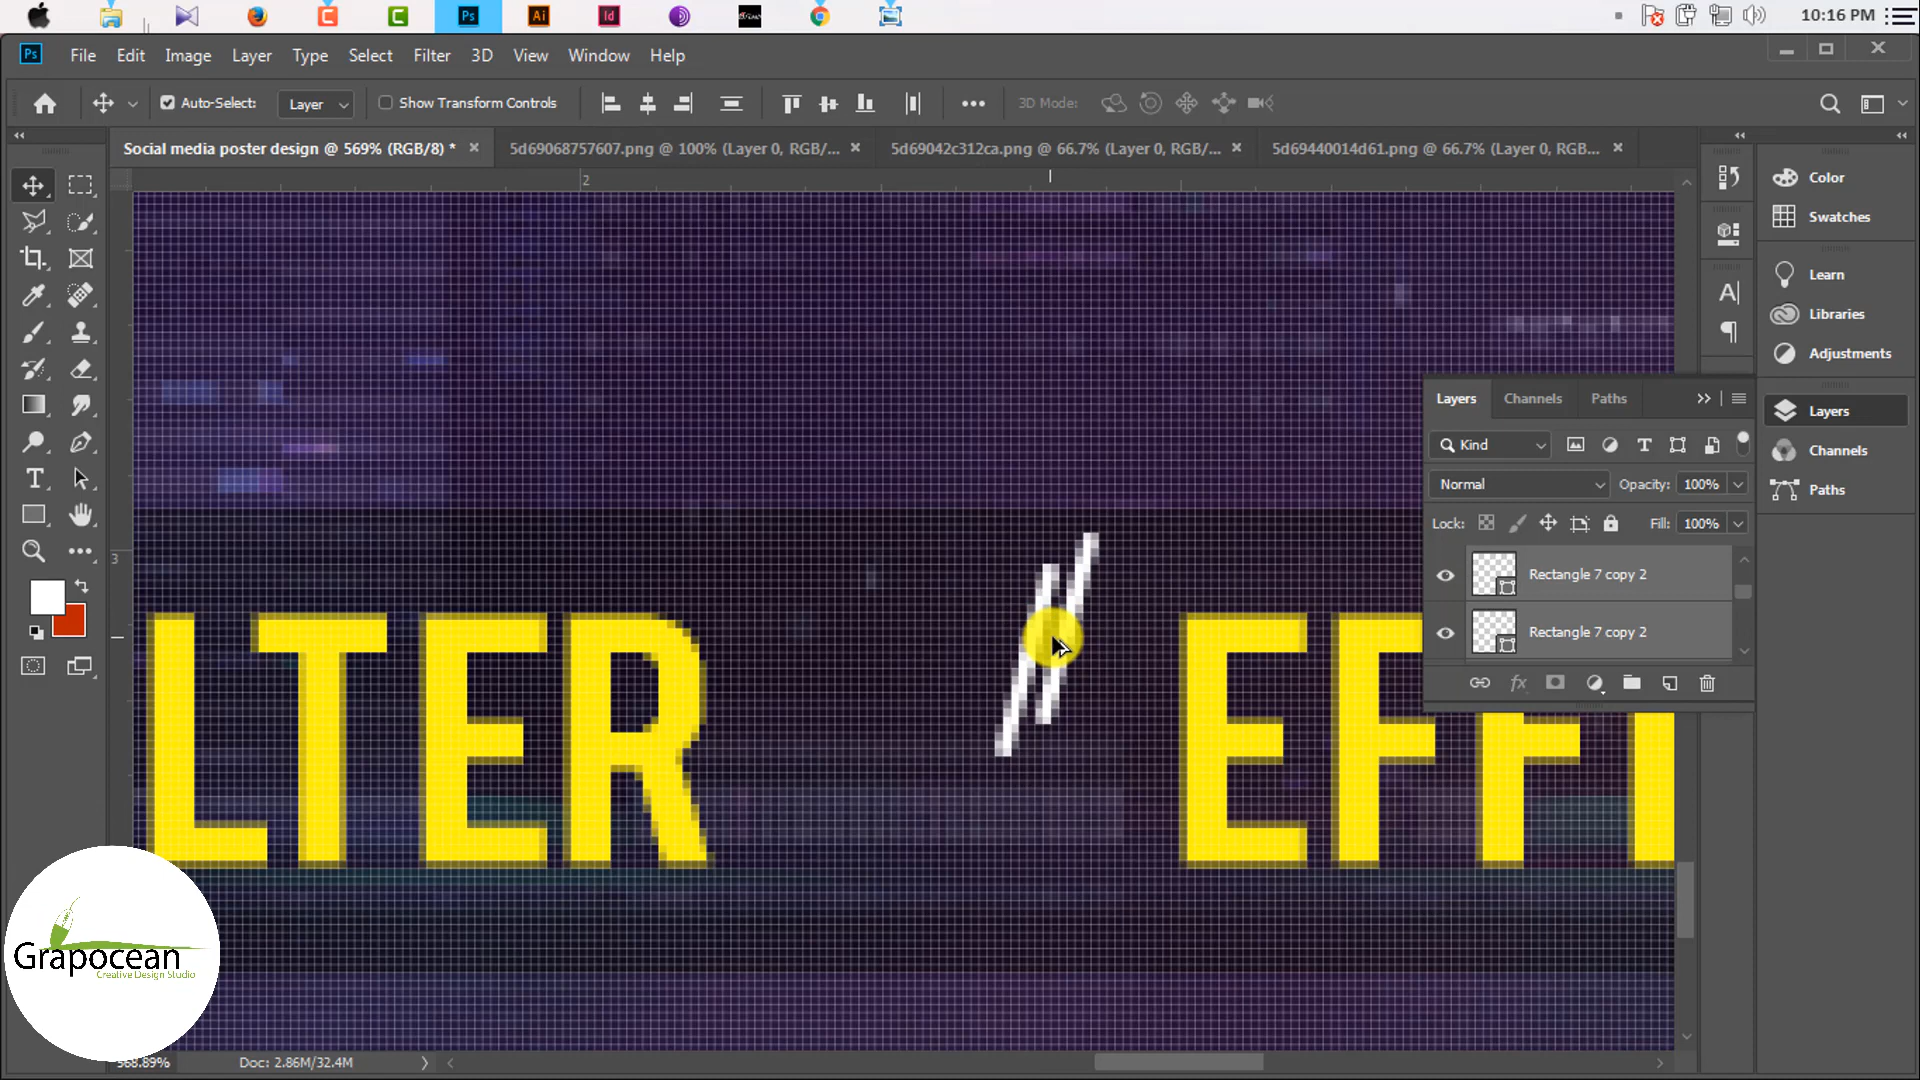 10:16 PM
Ps
File Edit Image Layer Select Filter 3D View Window Help
Auto-Select: Layer Show Transform Controls 3D Mode:
Social media poster design @ 569% (RGB/8) * 5d69068757607.png @ 100% (Layer 0, RGB/... 5d69042c312ca.png @ 66.7% (Layer 0, RGB/... 5d69440014d61.png @ 66.7% (Layer 0, RGB...
2
3
Color
Swatches
Learn
Libraries
Adjustments
Layers
Channels
Paths
Layers Channels Paths
Kind
Normal Opacity: 100%
Lock: Fill: 100%
Rectangle 7 copy 2
Rectangle 7 copy 2
LTER // EFF
Grapocean
Creative Design Studio
568.89% Doc: 2.86M/32.4M